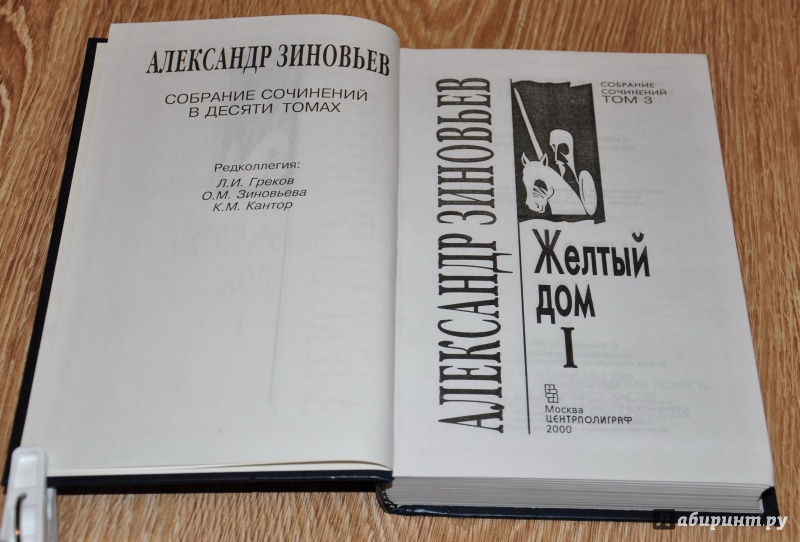 АЛЕКСАНДР ЗИНОВЬЕВ
СОБРАНИЕ СОЧИНЕНИЙ
В ДЕСЯТИ ТОМАХ
Редколлегия:
Л.И. Греков
О.М. Зиновьева
К.М. Кантор
АЛЕКСАНДР ЗИНОВЬЕВ
СОБРАНИЕ
СОЧИНЕНИЙ
ТОМ 3
Желтый
дом
I
Москва
ЦЕНТРПОЛИГРАФ
2000
Лабиринт.ру